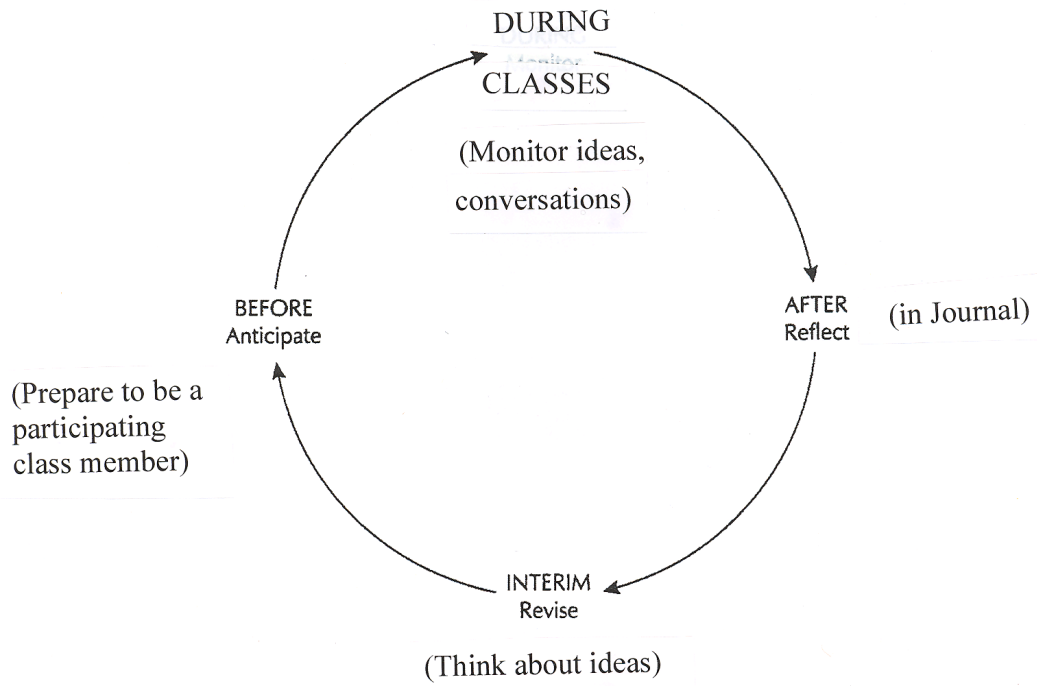 DURING
CLASSES
(Monitor ideas,
conversations)
BEFORE
Anticipate
AFTER
Reflect
(in Journal)
(Prepare to be a
participating
class member)
INTERIM
Revise
(Think about ideas)